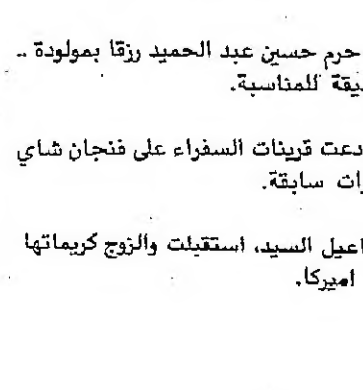 حرم حسين عبد الحميد رزقا بمولودة ..
يقة للمناسبة.
دعت قرينات السفراء على فنجان شاي
ات سابقة.
اعيل السيد، استقبلت والزوج كريماتها
اميركا.